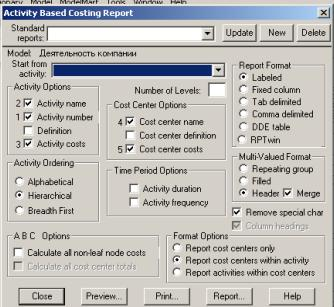 ctionary Model ModelMart Tools Window Help
Activity Based Costing Report
Standard reports:
Update New Delete
Model: Деятельность компании
Start from activity:
Number of Levels:
Activity Options
2 Activity name
1 Activity number
Definition
3 Activity costs
Cost Center Options
4 Cost center name
Cost center definition
5 Cost center costs
Report Format
Labeled
Fixed column
Tab delimited
Comma delimited
DDE table
RPTwin
Activity Ordering
Alphabetical
Hierarchical
Breadth First
Time Period Options
Activity duration
Activity frequency
Multi-Valued Format
Repeating group
Filled
Header Merge
Remove special char
Column headings
A B C Options
Calculate all non-leaf node costs
Calculate all cost center totals
Format Options
Report cost centers only
Report cost centers within activity
Report activities within cost centers
Close Preview... Print... Report... Help